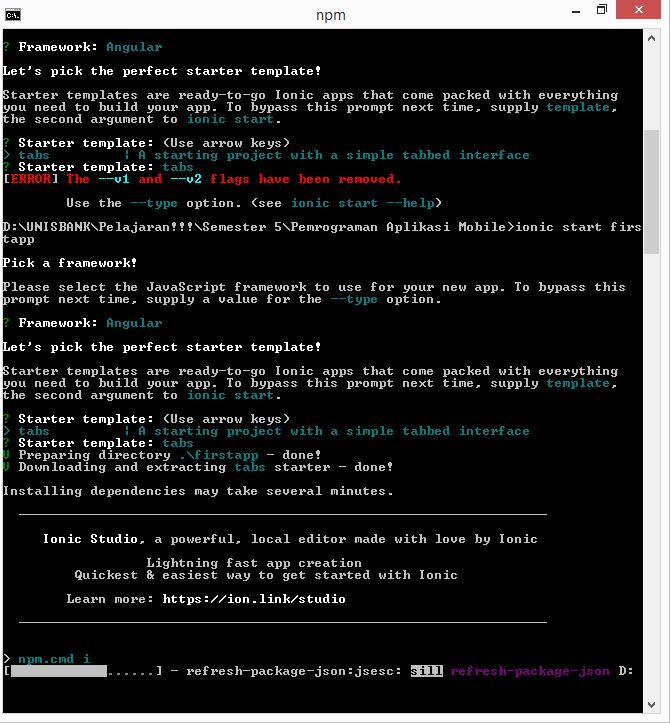 npm
? Framework: Angular
Let's pick the perfect starter template!
Starter templates are ready-to-go Ionic apps that come packed with everything
you need to build your app. To bypass this prompt next time, supply template,
the second argument to ionic start.
? Starter template: (Use arrow keys)
> tabs | A starting project with a simple tabbed interface
? Starter template: tabs
[ERROR] The --v1 and --v2 flags have been removed.
Use the --type option. (see ionic start --help)
D:\UNISBANK\Pelajaran!!!\Semester 5\Pemrograman Aplikasi Mobile>ionic start firs
tapp
Pick a framework!
Please select the JavaScript framework to use for your new app. To bypass this
prompt next time, supply a value for the --type option.
? Framework: Angular
Let's pick the perfect starter template!
Starter templates are ready-to-go Ionic apps that come packed with everything
you need to build your app. To bypass this prompt next time, supply template,
the second argument to ionic start.
? Starter template: (Use arrow keys)
> tabs | A starting project with a simple tabbed interface
? Starter template: tabs
V Preparing directory .\firstapp - done!
V Downloading and extracting tabs starter - done!
Installing dependencies may take several minutes.
Ionic Studio, a powerful, local editor made with love by Ionic
Lightning fast app creation
Quickest & easiest way to get started with Ionic
Learn more: https://ion.link/studio
> npm.cmd i
[ ......] - refresh-package-json:jsesc: sill refresh-package-json D: